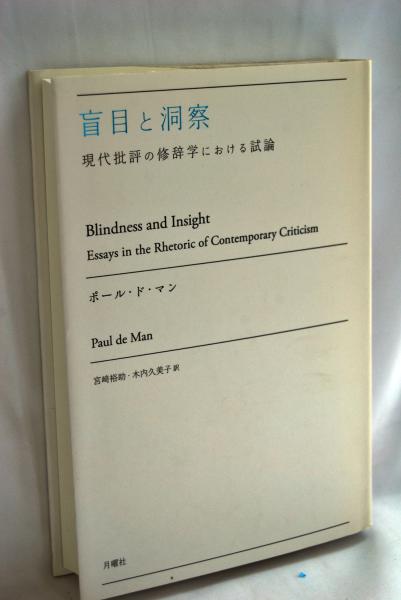 盲目と洞察
現代批評の修辞学における試論
Blindness and Insight
Essays in the Rhetoric of Contemporary Criticism
ポール・ド・マン
Paul de Man
宮﨑裕助・木内久美子 訳
月曜社